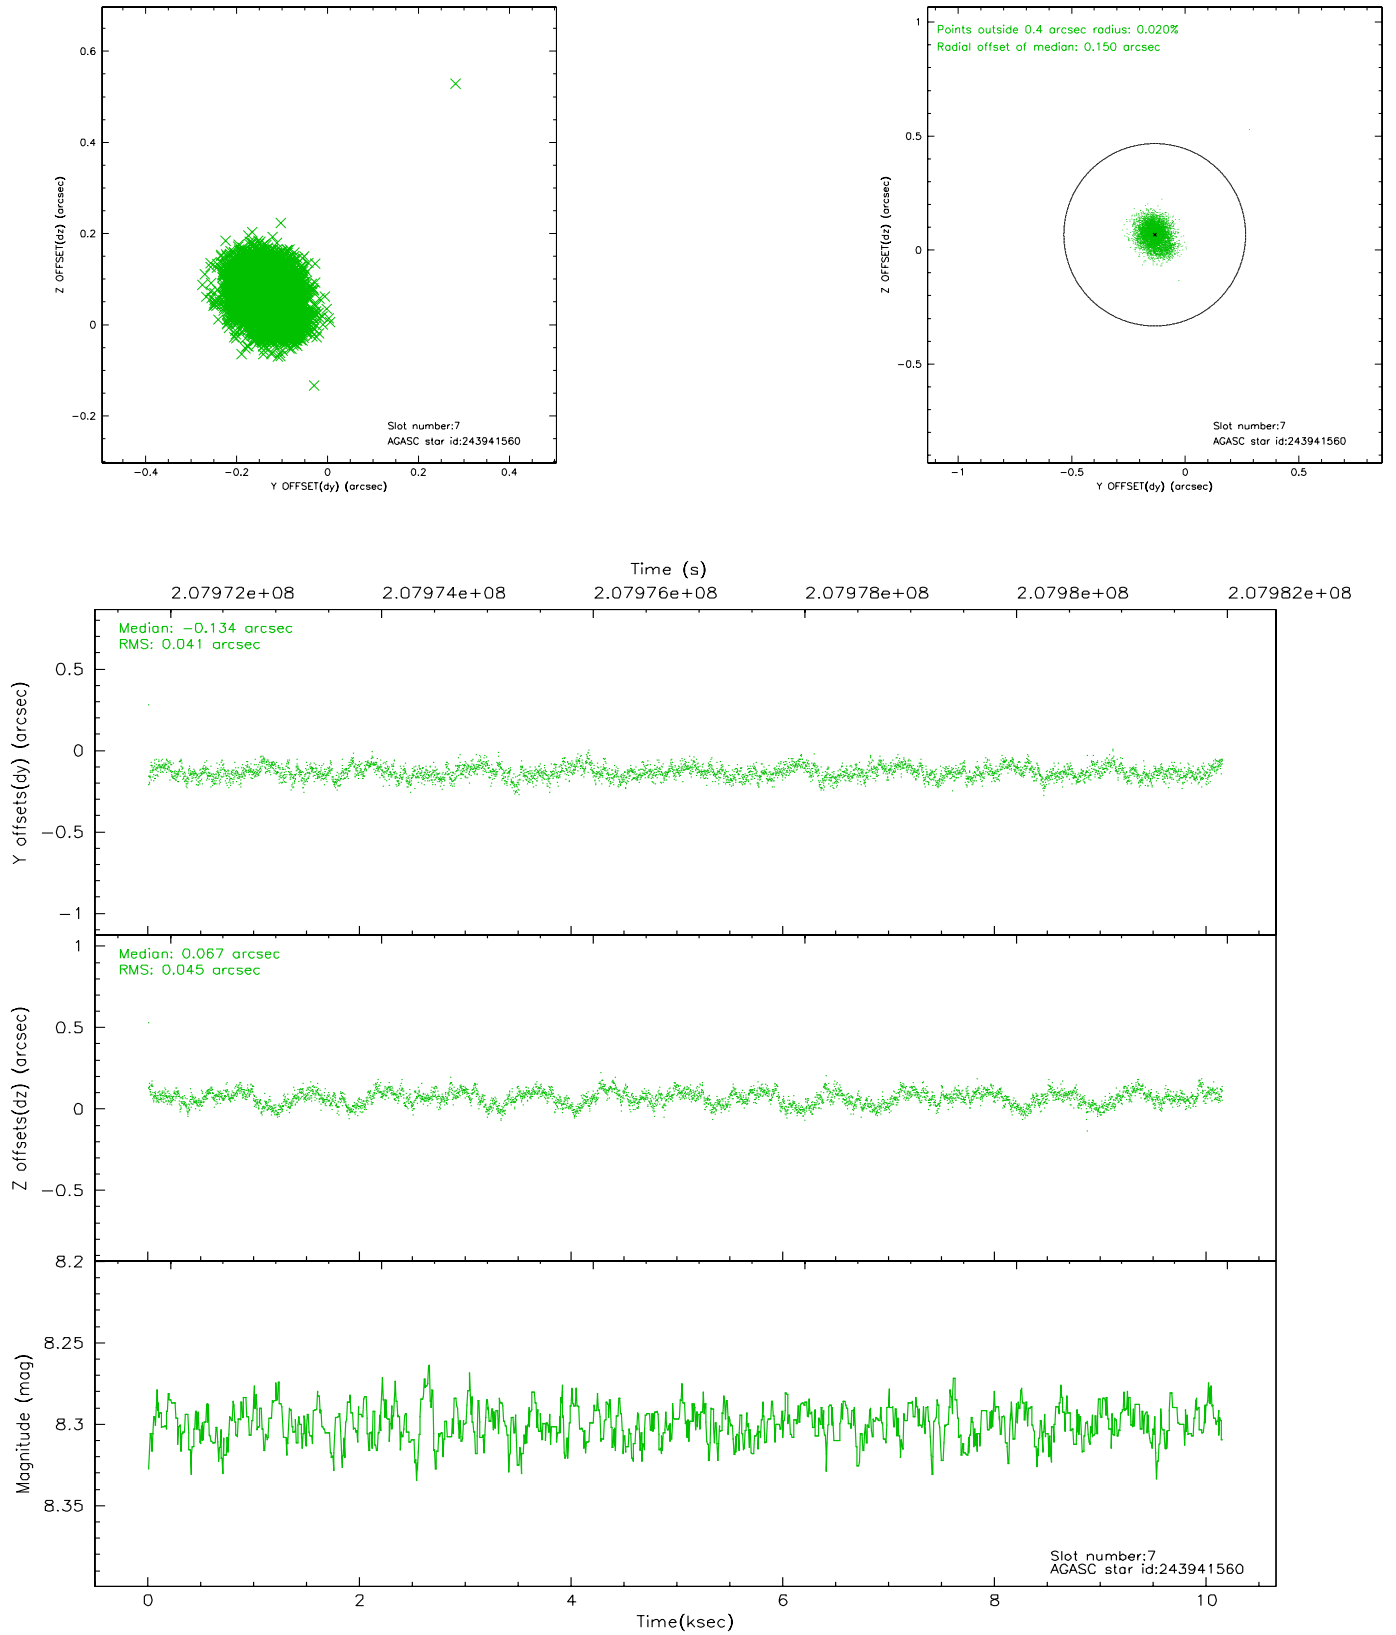 0.6
0.4
0.2
0
−0.2
Z OFFSET(dz) (arcsec)
Slot number:7
AGASC star id:243941560
−0.4 −0.2 0 0.2 0.4
Y OFFSET(dy) (arcsec)
Points outside 0.4 arcsec radius: 0.020%
Radial offset of median: 0.150 arcsec
1
0.5
0
−0.5
Z OFFSET(dz) (arcsec)
Slot number:7
AGASC star id:243941560
−1 −0.5 0 0.5
Y OFFSET(dy) (arcsec)
Time (s)
2.07972e+08 2.07974e+08 2.07976e+08 2.07978e+08 2.0798e+08 2.07982e+08
Median: −0.134 arcsec
RMS: 0.041 arcsec
0.5
0
−0.5
−1
Y offsets(dy) (arcsec)
Median: 0.067 arcsec
RMS: 0.045 arcsec
1
0.5
0
−0.5
Z offsets(dz) (arcsec)
8.2
8.25
8.3
8.35
Magnitude (mag)
Slot number:7
AGASC star id:243941560
0 2 4 6 8 10
Time(ksec)